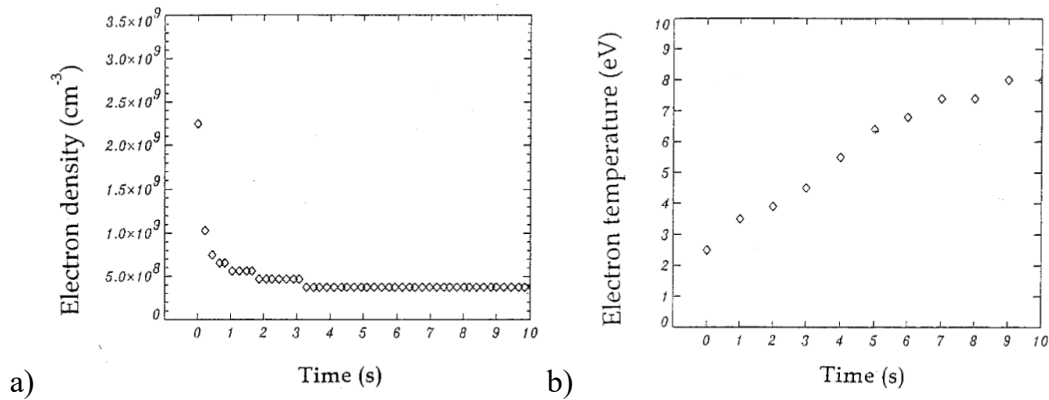 Electron density (cm⁻³)
3.5×10⁹
3.0×10⁹
2.5×10⁹
2.0×10⁹
1.5×10⁹
1.0×10⁹
5.0×10⁸
0
0 1 2 3 4 5 6 7 8 9 10
Time (s)
a)
Electron temperature (eV)
10
9
8
7
6
5
4
3
2
1
0
0 1 2 3 4 5 6 7 8 9 10
Time (s)
b)